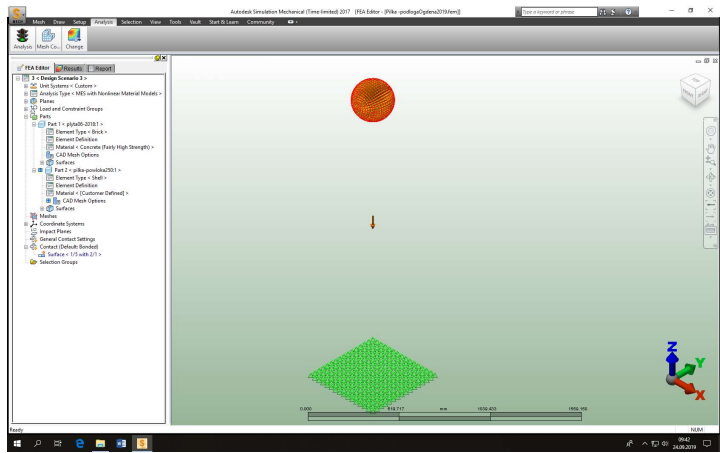 Autodesk Simulation Mechanical (Time-limited) 2017 [FEA Editor - [Pilka -podlogaOgdena2019.fem]]
Type a keyword or phrase
Mesh Draw Setup Analysis Selection View Tools Vault Start & Learn Community
Analysis Mesh Co... Change
FEA Editor Results Report
3 < Design Scenario 3 >
Unit Systems < Custom >
Analysis Type < MES with Nonlinear Material Models >
Planes
Load and Constraint Groups
Parts
Part 1 < plyta06-2018:1 >
Element Type < Brick >
Element Definition
Material < Concrete (Fairly High Strength) >
CAD Mesh Options
Surfaces
Part 2 < pilka-powloka250:1 >
Element Type < Shell >
Element Definition
Material < [Customer Defined] >
CAD Mesh Options
Surfaces
Meshes
Coordinate Systems
Impact Planes
General Contact Settings
Contact (Default: Bonded)
Surface < 1/5 with 2/1 >
Selection Groups
Z
Y
X
0.000 519.717 mm 1039.433 1559.150
Ready
NUM
09:42
24.09.2019